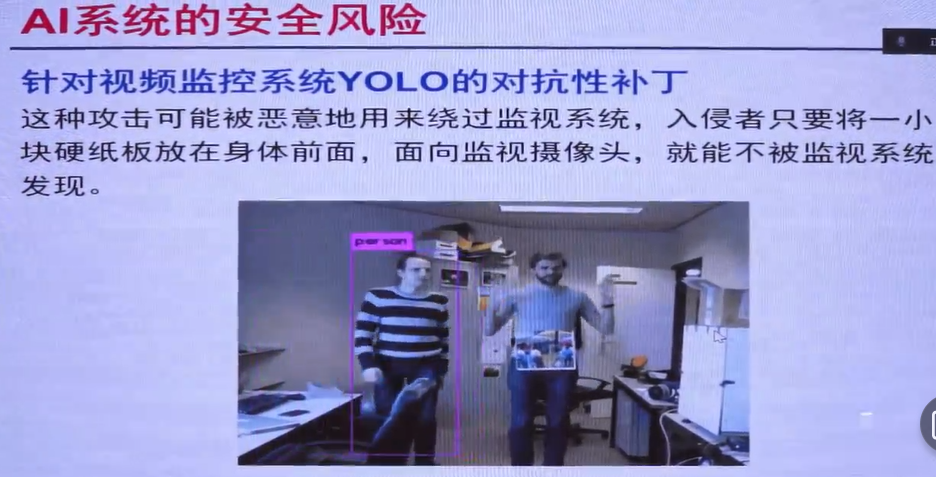 AI系统的安全风险
针对视频监控系统YOLO的对抗性补丁
这种攻击可能被恶意地用来绕过监视系统，入侵者只要将一小
块硬纸板放在身体前面，面向监视摄像头，就能不被监视系统
发现。
person